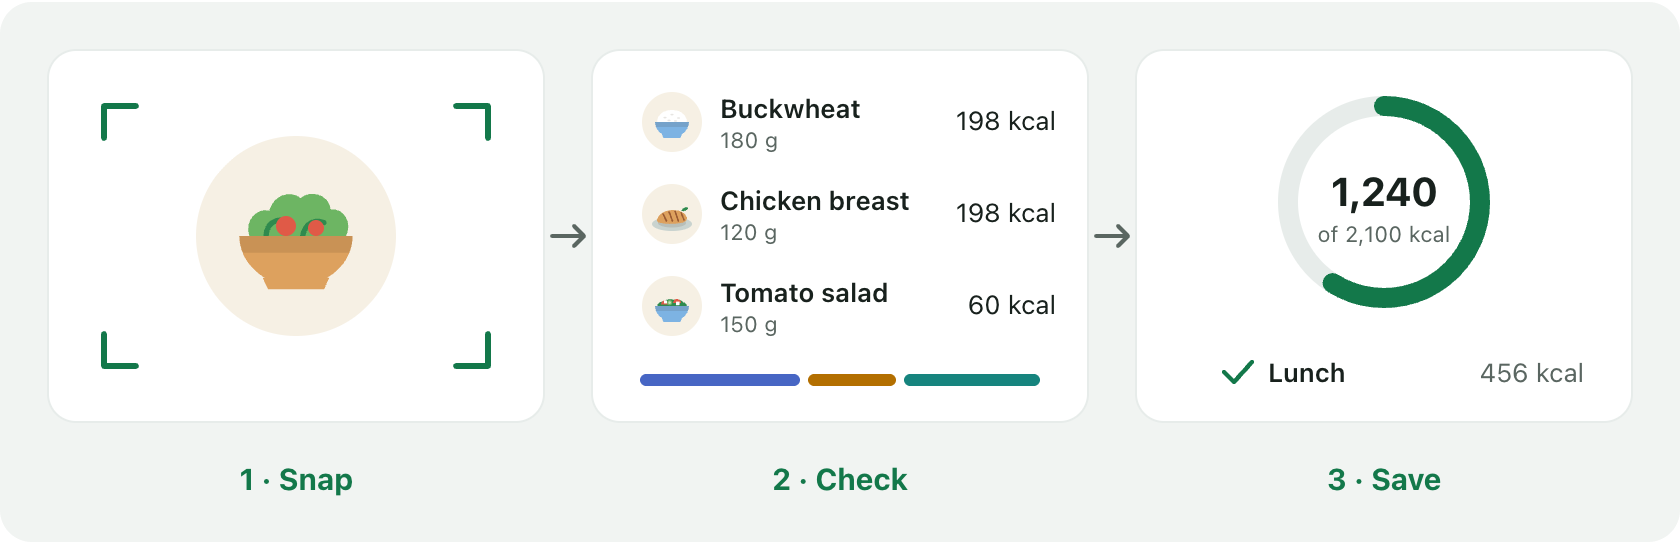 Buckwheat
180 g
198 kcal
Chicken breast
120 g
198 kcal
Tomato salad
150 g
60 kcal
1,240
of 2,100 kcal
Lunch
456 kcal
1 · Snap
2 · Check
3 · Save